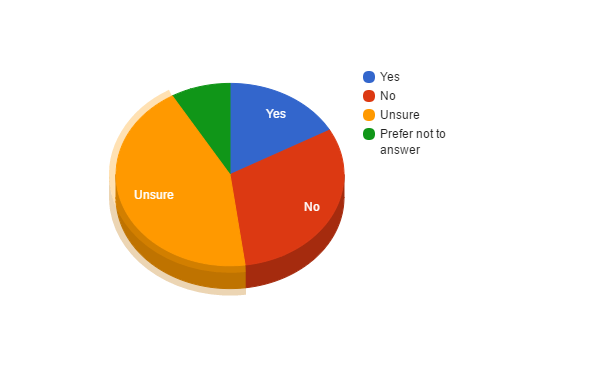 Yes
No
Unsure
Yes
No
Unsure
Prefer not to
answer